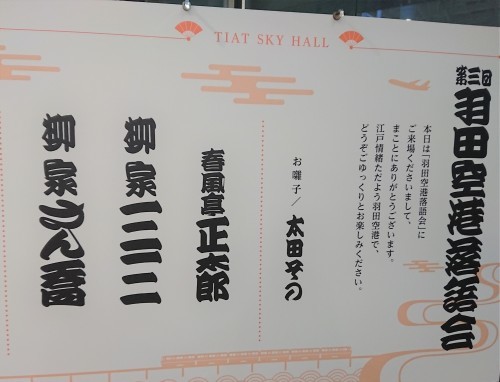 TIAT SKY HALL
第三回
羽田空港落語会
本日は「羽田空港落語会」に
ご来場くださいまして、
まことにありがとうございます。
江戸情緒ただよう羽田空港で、
どうぞごゆっくりとお楽しみください。
お囃子/太田その
春風亭正太郎
柳家一二三二
柳家さん喬